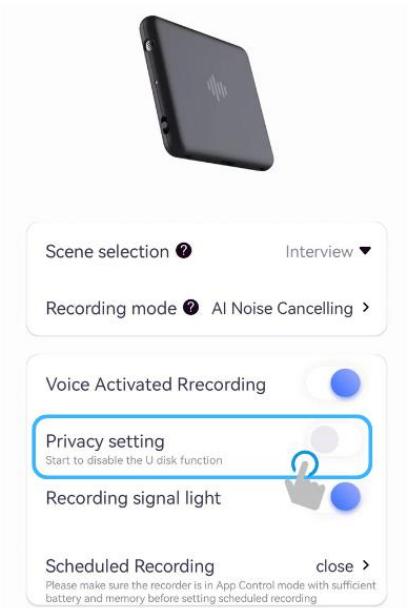 Scene selection ? Interview
Recording mode ? AI Noise Cancelling >
Voice Activated Rrecording
Privacy setting
Start to disable the U disk function
Recording signal light
Scheduled Recording close >
Please make sure the recorder is in App Control mode with sufficient
battery and memory before setting scheduled recording